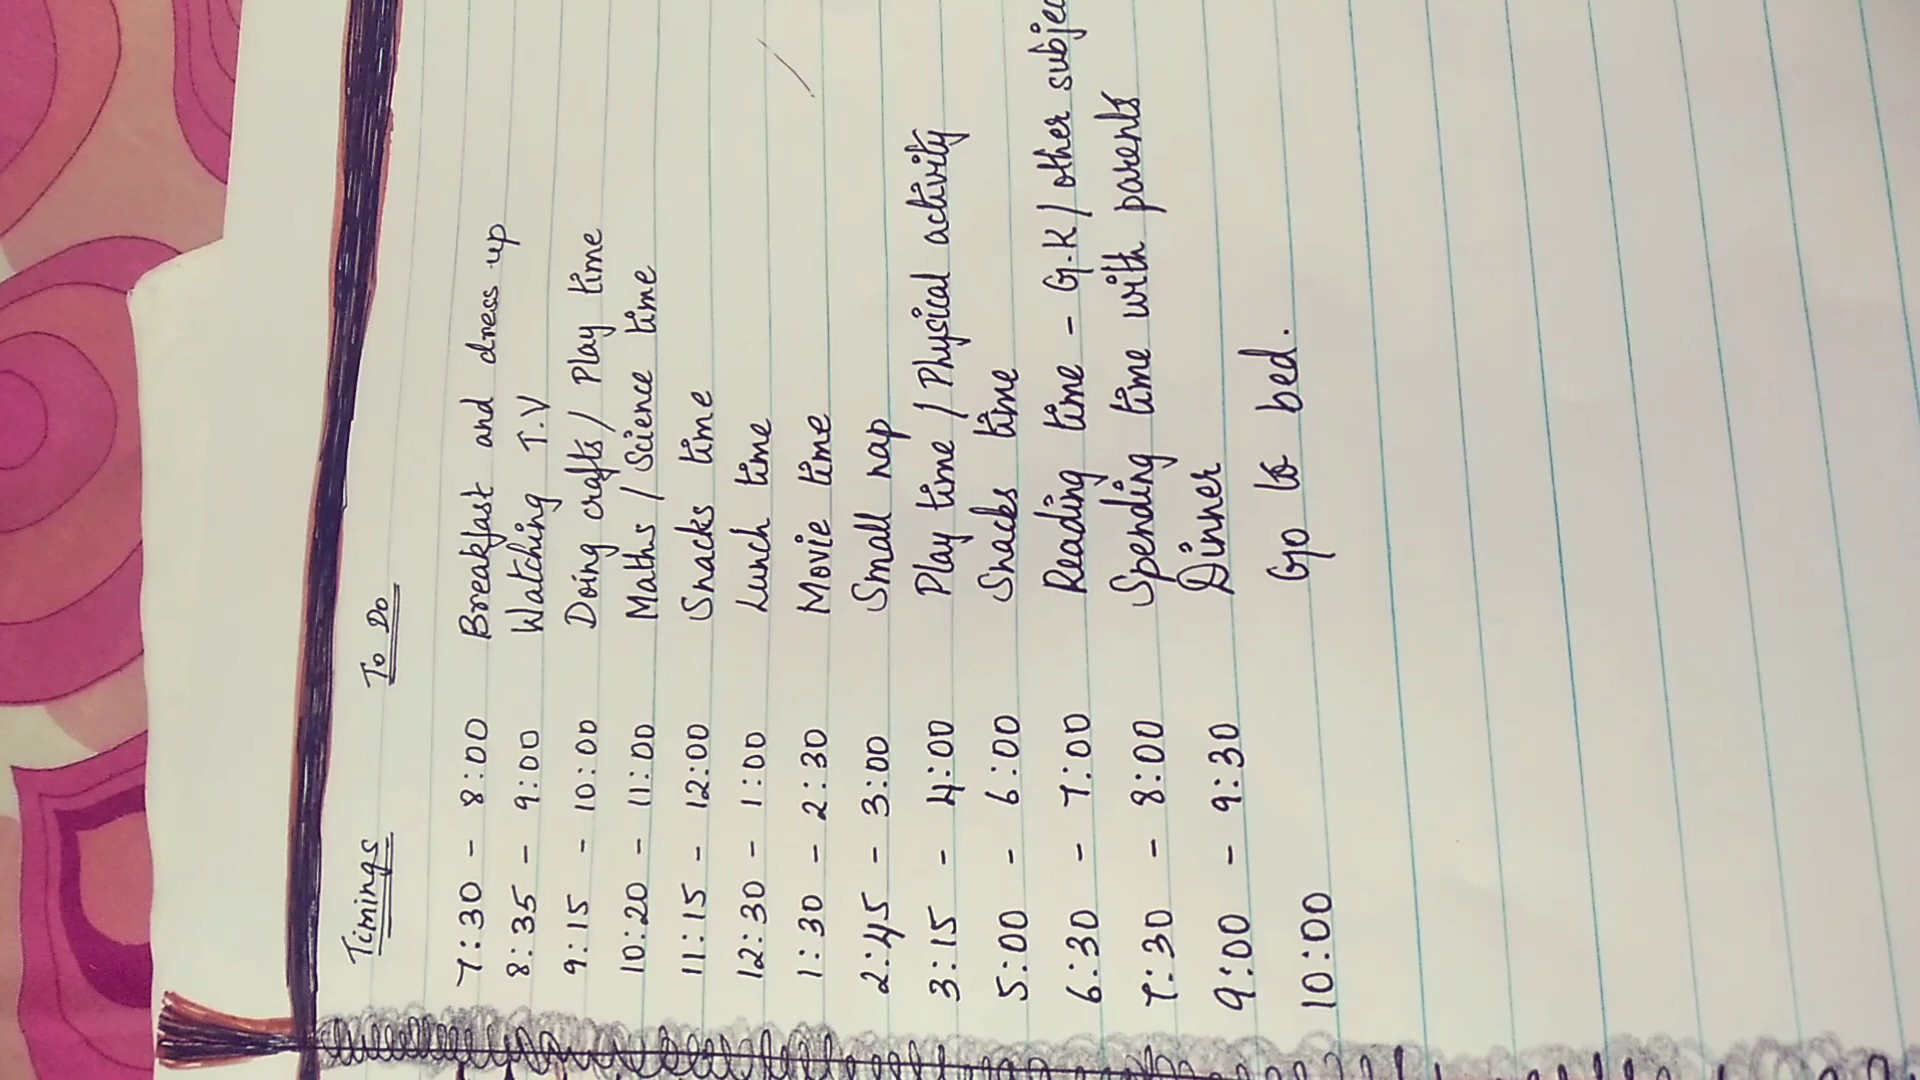 Timings To Do
7:30 - 8:00 Breakfast and dress up
8:35 - 9:00 Watching T.V
9:15 - 10:00 Doing crafts / Play time
10:20 - 11:00 Maths / Science time
11:15 - 12:00 Snacks time
12:30 - 1:00 Lunch time
1:30 - 2:30 Movie time
2:45 - 3:00 Small nap
3:15 - 4:00 Play time / Physical activity
5:00 - 6:00 Snacks time
6:30 - 7:00 Reading time - G.K / other subjec
7:30 - 8:00 Spending time with parents
9:00 - 9:30 Dinner
10:00 Go to bed.